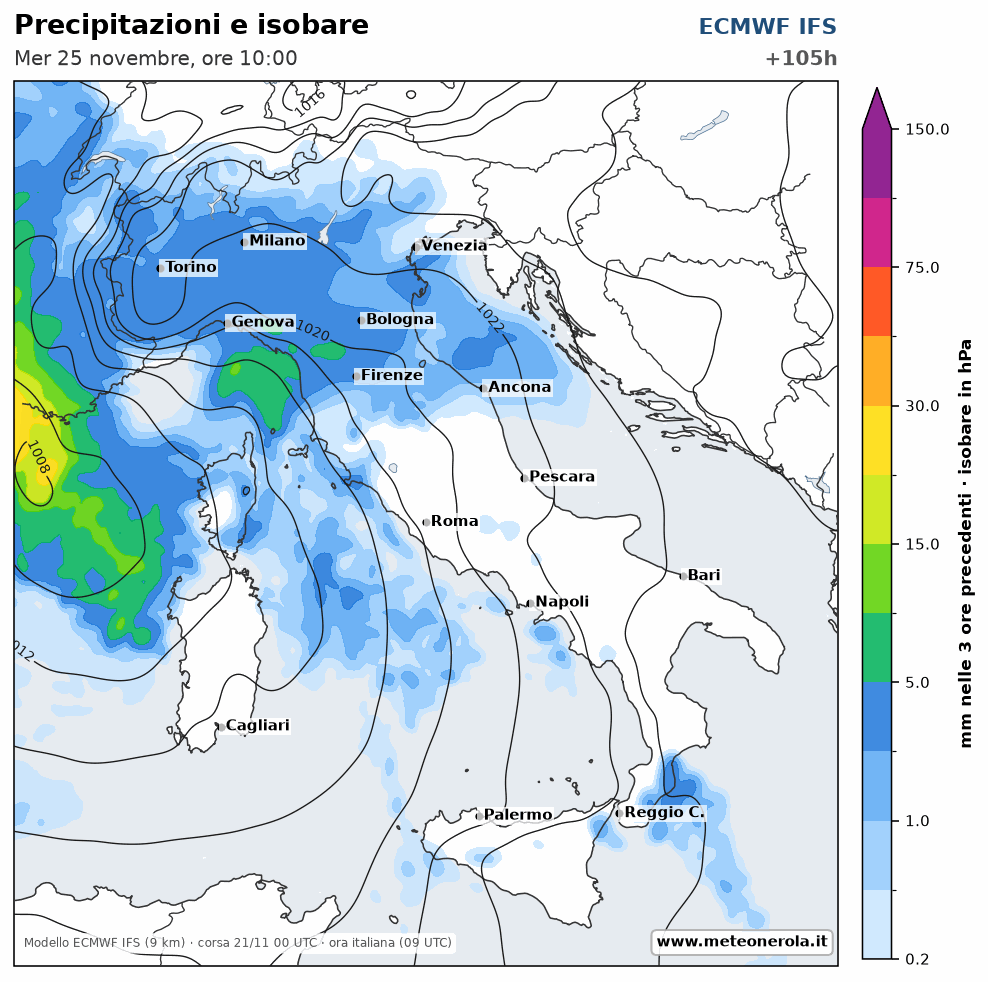 Precipitazioni e isobare
ECMWF IFS
Mer 25 novembre, ore 10:00
+105h
1016
150.0
Milano
Venezia
Torino
75.0
Genova
1020
Bologna
1022
Firenze
Ancona
30.0
1008
Pescara
Roma
15.0
Bari
Napoli
012
5.0
Cagliari
Palermo
Reggio C.
1.0
mm nelle 3 ore precedenti · isobare in hPa
Modello ECMWF IFS (9 km) · corsa 21/11 00 UTC · ora italiana (09 UTC)
www.meteonerola.it
0.2